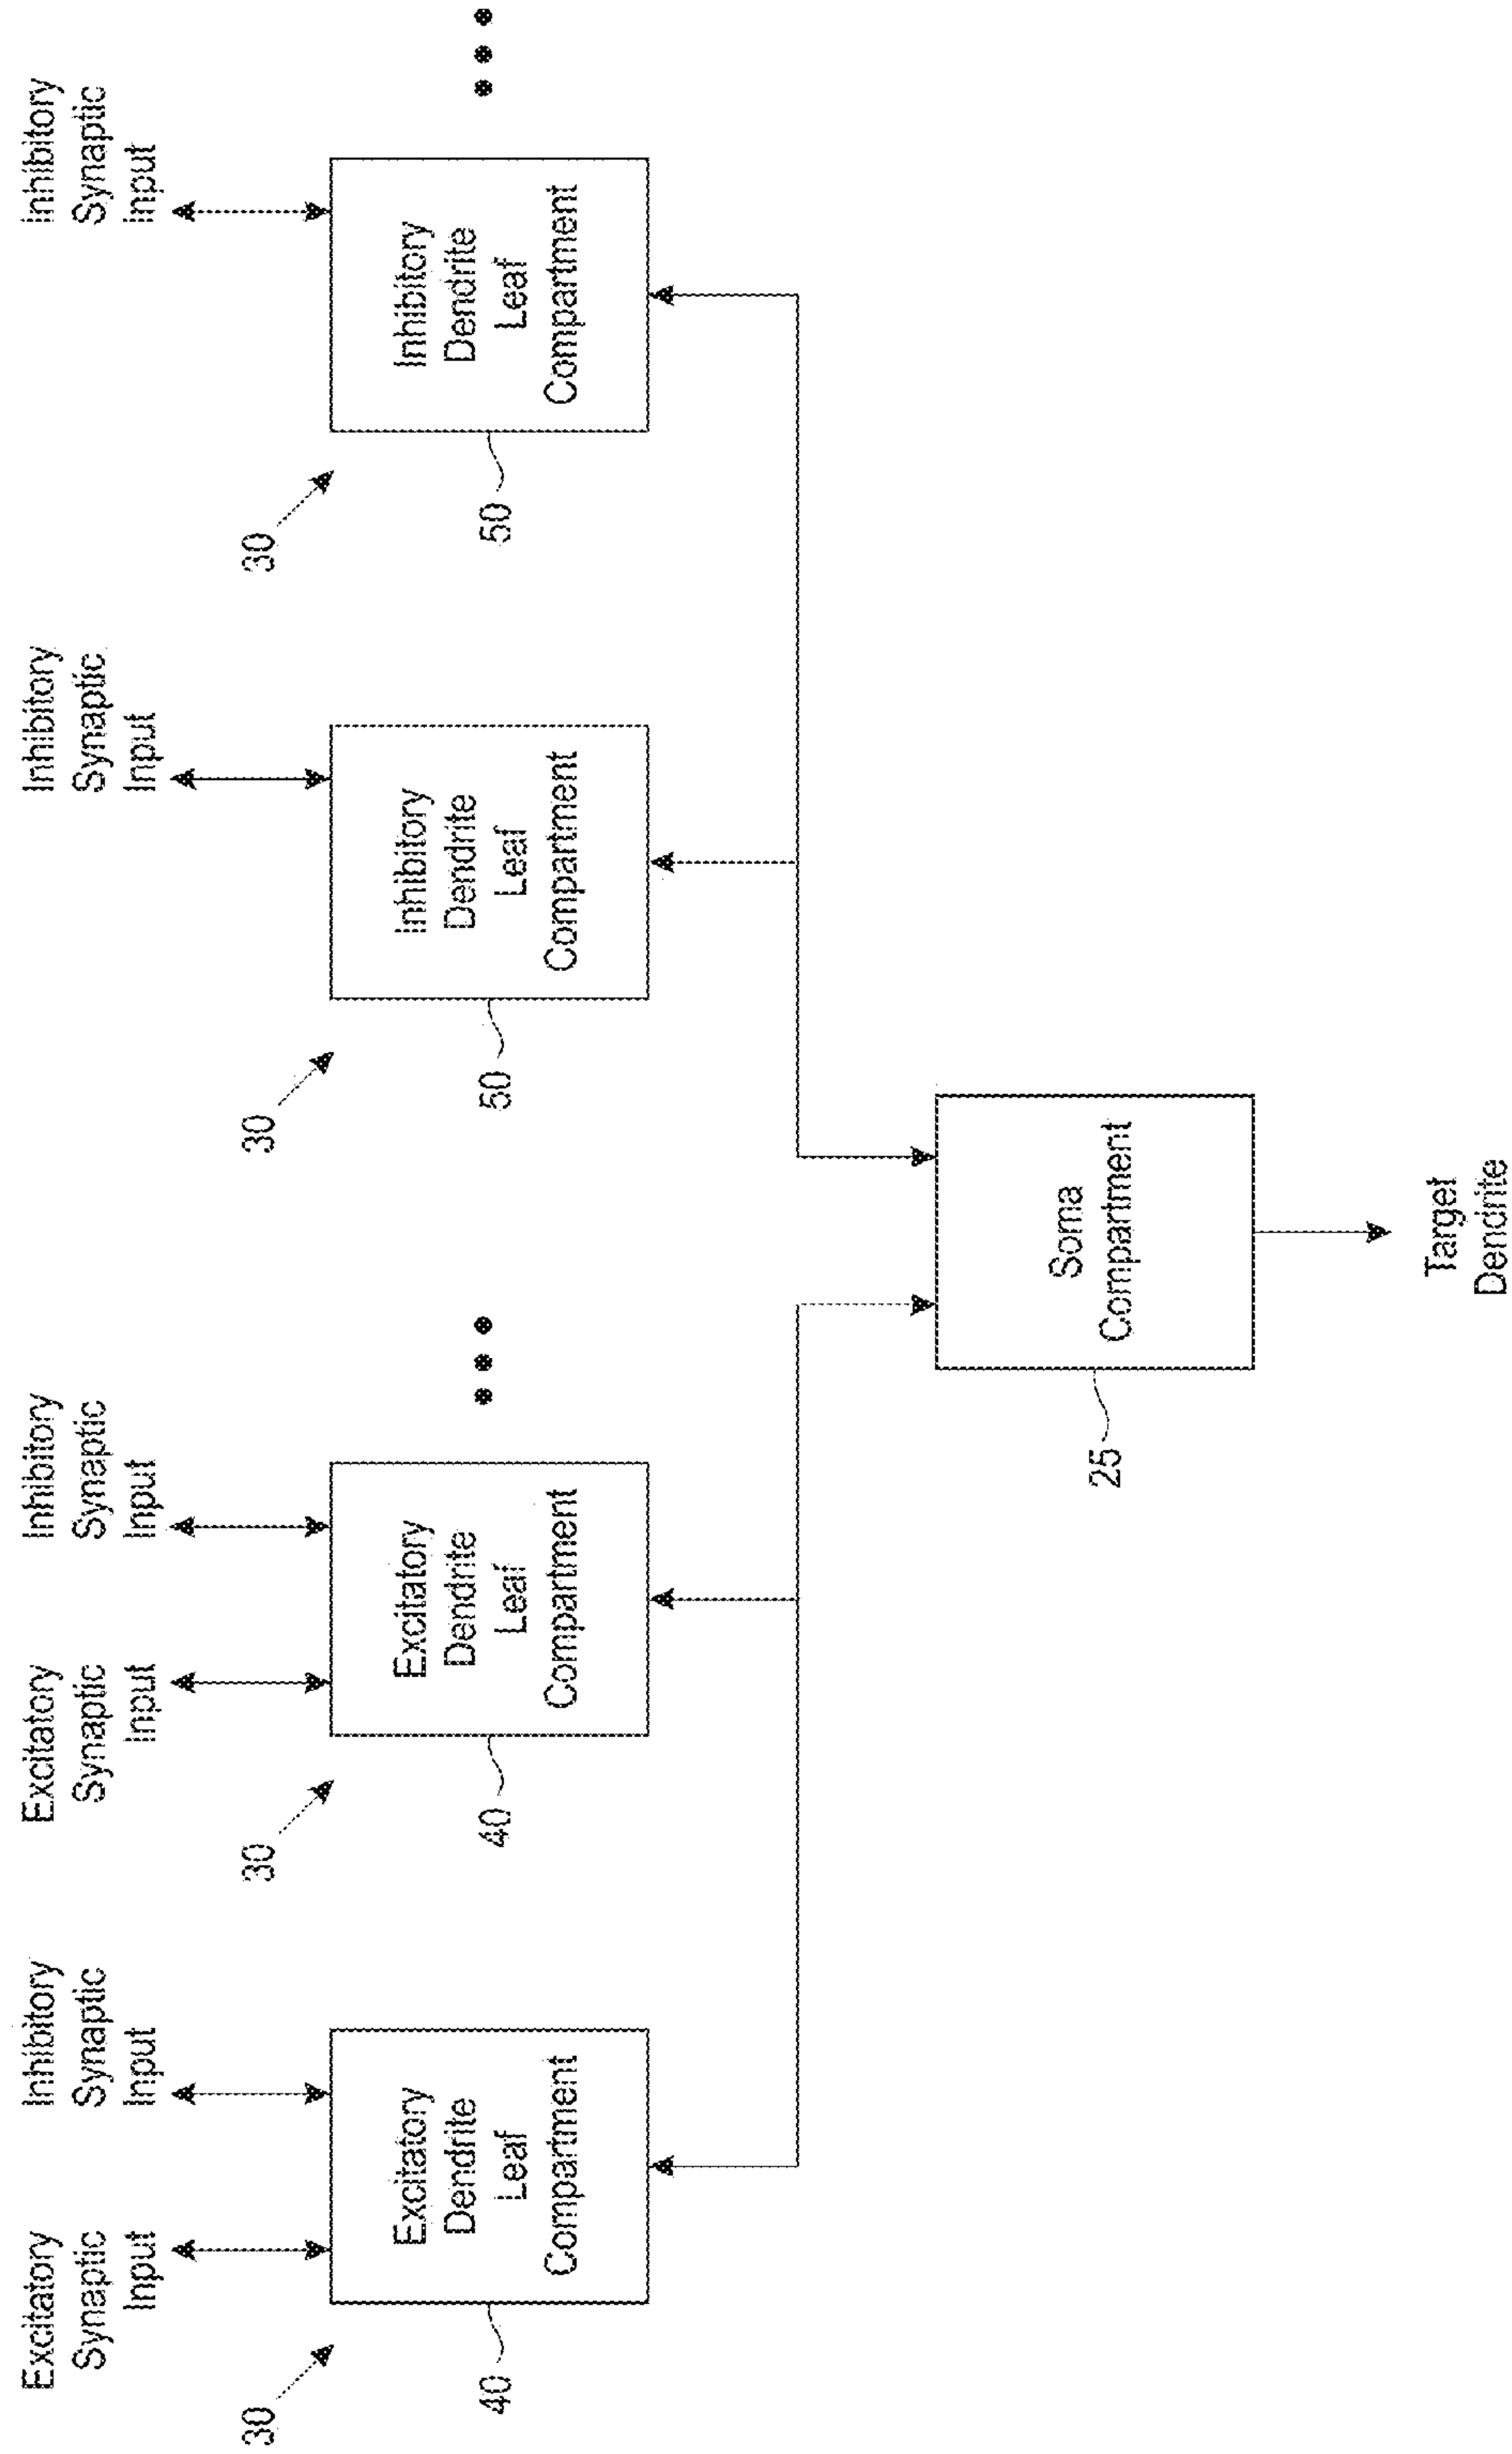 Excitatory
Synaptic
Input
Inhibitory
Synaptic
Input
Excitatory
Synaptic
Input
Inhibitory
Synaptic
Input
Inhibitory
Synaptic
Input
Inhibitory
Synaptic
Input
30
30
30
30
Excitatory
Dendrite
Leaf
Compartment
Excitatory
Dendrite
Leaf
Compartment
Inhibitory
Dendrite
Leaf
Compartment
Inhibitory
Dendrite
Leaf
Compartment
40
40
50
50
Soma
Compartment
25
Target
Dendrite